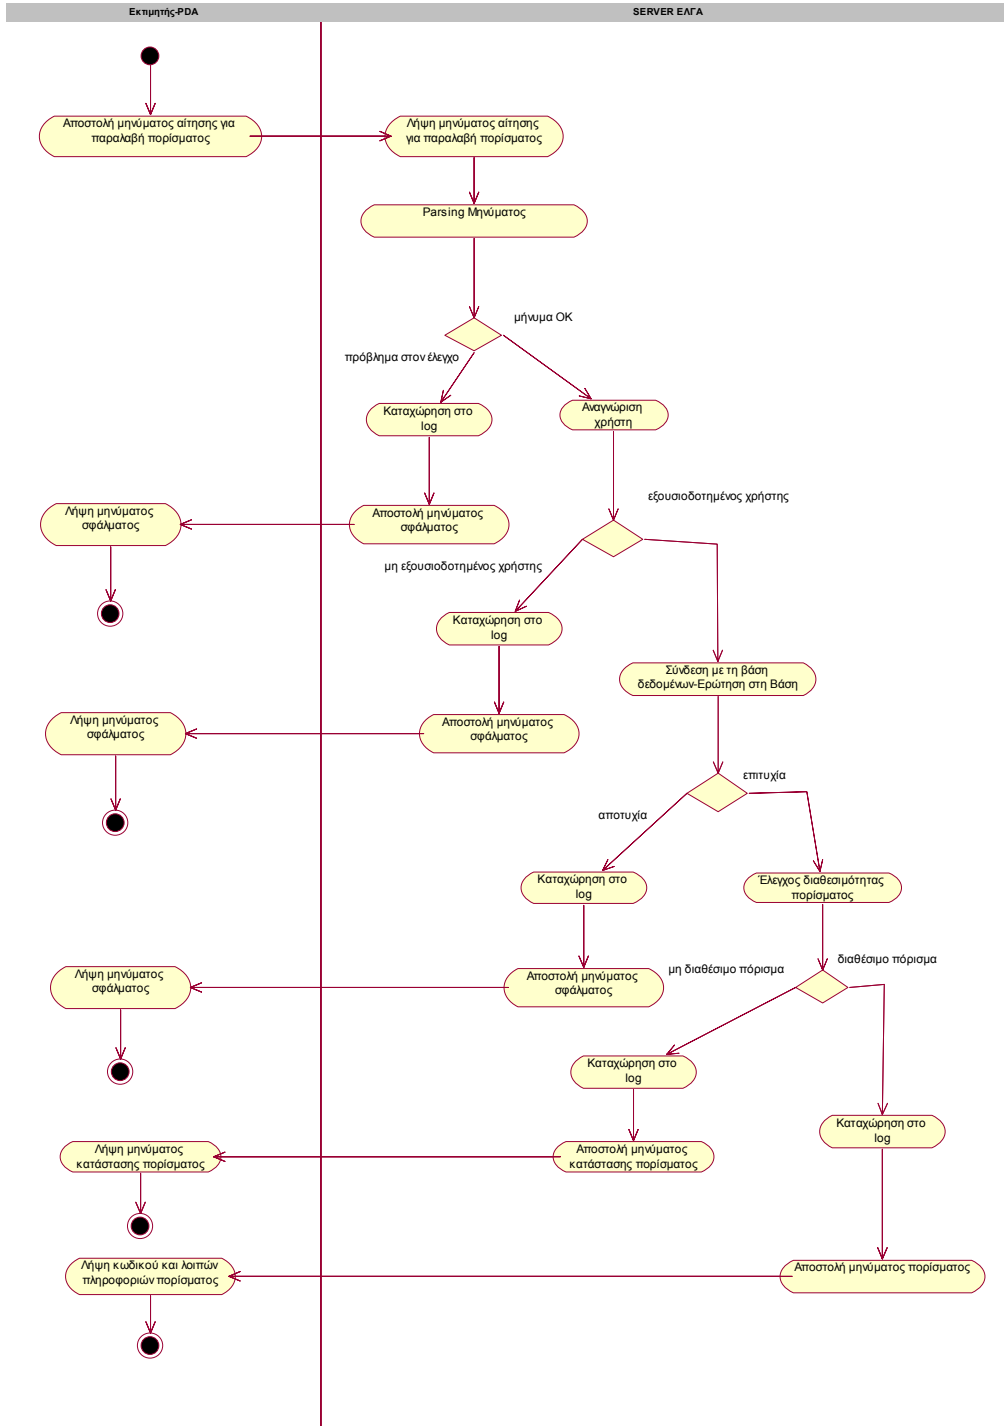 Εκτιμητής-PDA
SERVER ΕΛΓΑ
Αποστολή μηνύματος αίτησης για
παραλαβή πορίσματος
Λήψη μηνύματος αίτησης
για παραλαβή πορίσματος
Parsing Μηνύματος
μήνυμα ΟΚ
πρόβλημα στον έλεγχο
Καταχώρηση στο
log
Αναγνώριση
χρήστη
εξουσιοδοτημένος χρήστης
Λήψη μηνύματος
σφάλματος
Αποστολή μηνύματος
σφάλματος
μη εξουσιοδοτημένος χρήστης
Καταχώρηση στο
log
Σύνδεση με τη βάση
δεδομένων-Ερώτηση στη Βάση
Λήψη μηνύματος
σφάλματος
Αποστολή μηνύματος
σφάλματος
επιτυχία
αποτυχία
Καταχώρηση στο
log
Έλεγχος διαθεσιμότητας
πορίσματος
διαθέσιμο πόρισμα
μη διαθέσιμο πόρισμα
Λήψη μηνύματος
σφάλματος
Αποστολή μηνύματος
σφάλματος
Καταχώρηση στο
log
Καταχώρηση στο
log
Λήψη μηνύματος
κατάστασης πορίσματος
Αποστολή μηνύματος
κατάστασης πορίσματος
Λήψη κωδικού και λοιπών
πληροφοριών πορίσματος
Αποστολή μηνύματος πορίσματος